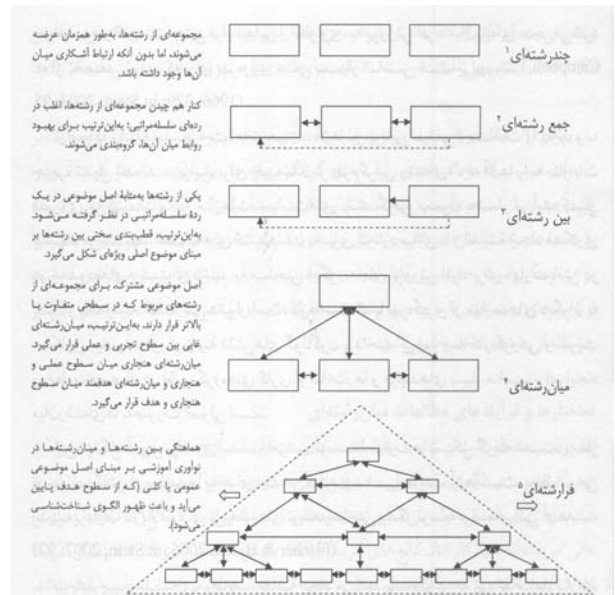 مجموعه‌ای از رشته‌ها، به‌طور همزمان عرضه
می‌شوند، اما بدون آنکه ارتباط آشکاری میان
آن‌ها وجود داشته باشد.
چند رشته‌ای۱
کنار هم چیدن مجموعه‌ای از رشته‌ها، اغلب در
رده‌ای سلسله‌مراتبی؛ به‌این‌ترتیب برای بهبود
روابط میان آن‌ها، گروه‌بندی می‌شوند.
جمع رشته‌ای۲
یکی از رشته‌ها به‌مثابهٔ اصل موضوعی در یک
ردهٔ سلسله‌مراتبی در نظر گرفته می‌شود.
به‌این‌ترتیب، قطب‌بندی سختی بین رشته‌ها بر
مبنای موضوع اصلی ویژه‌ای شکل می‌گیرد.
بین رشته‌ای۳
اصل موضوعی مشترک، برای مجموعه‌ای از
رشته‌های مربوط که در سطحی متفاوت یا
بالاتر قرار دارند. به‌این‌ترتیب، میان‌رشته‌ای
غایی بین سطوح تجربی و عملی قرار می‌گیرد.
میان‌رشته‌ای هنجاری میان سطوح عملی و
هنجاری و میان‌رشته‌ای هدفمند میان سطوح
هنجاری و هدف قرار می‌گیرد.
میان‌رشته‌ای
هماهنگی بین رشته‌ها و میان‌رشته‌ها در
نوآوری آموزشی بر مبنای اصل موضوعی
عمومی یا کلی (که از سطوح هدف پایین
می‌آید و باعث ظهور الگوی شناخت‌شناسی
می‌شود)
فرارشته‌ای۵